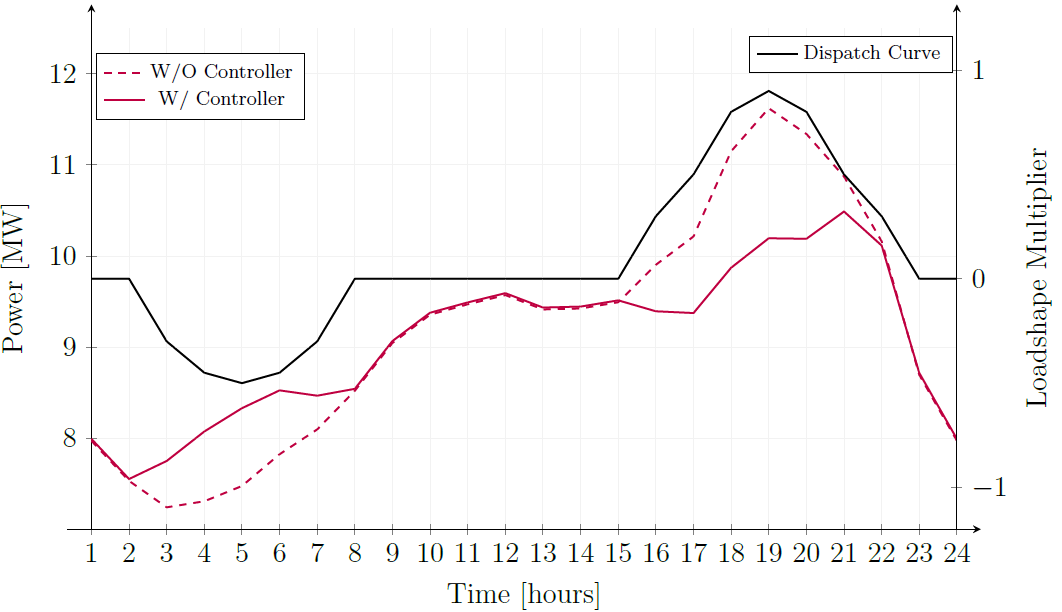 W/O Controller
W/ Controller
Dispatch Curve
12
11
10
9
8
1
0
−1
Power [MW]
Loadshape Multiplier
1 2 3 4 5 6 7 8 9 10 11 12 13 14 15 16 17 18 19 20 21 22 23 24
Time [hours]